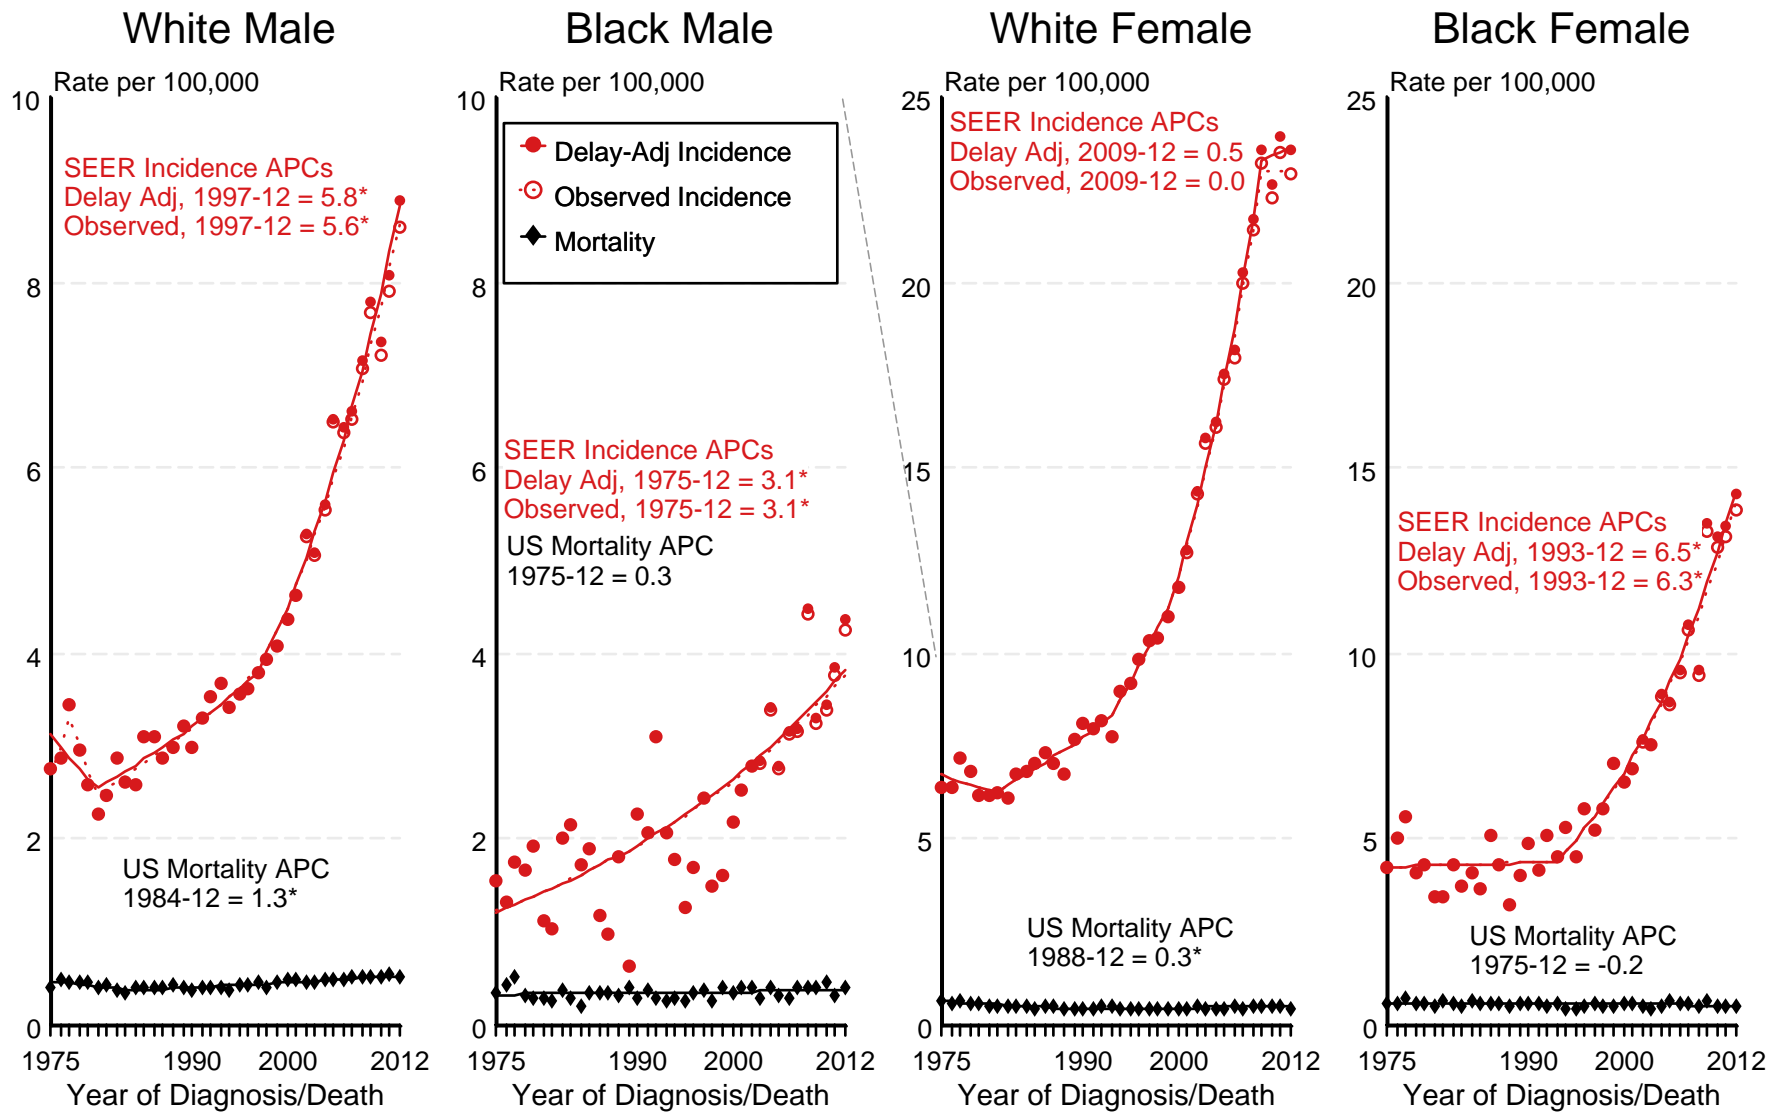 White Male
Rate per 100,000
10
8
6
4
2
0
SEER Incidence APCs
Delay Adj, 1997-12 = 5.8*
Observed, 1997-12 = 5.6*
US Mortality APC
1984-12 = 1.3*
1975 1990 2000 2012
Year of Diagnosis/Death
Black Male
Rate per 100,000
10
8
6
4
2
0
Delay-Adj Incidence
Observed Incidence
Mortality
SEER Incidence APCs
Delay Adj, 1975-12 = 3.1*
Observed, 1975-12 = 3.1*
US Mortality APC
1975-12 = 0.3
1975 1990 2000 2012
Year of Diagnosis/Death
White Female
Rate per 100,000
25
20
15
10
5
0
SEER Incidence APCs
Delay Adj, 2009-12 = 0.5
Observed, 2009-12 = 0.0
US Mortality APC
1988-12 = 0.3*
1975 1990 2000 2012
Year of Diagnosis/Death
Black Female
Rate per 100,000
25
20
15
10
5
0
SEER Incidence APCs
Delay Adj, 1993-12 = 6.5*
Observed, 1993-12 = 6.3*
US Mortality APC
1975-12 = -0.2
1975 1990 2000 2012
Year of Diagnosis/Death